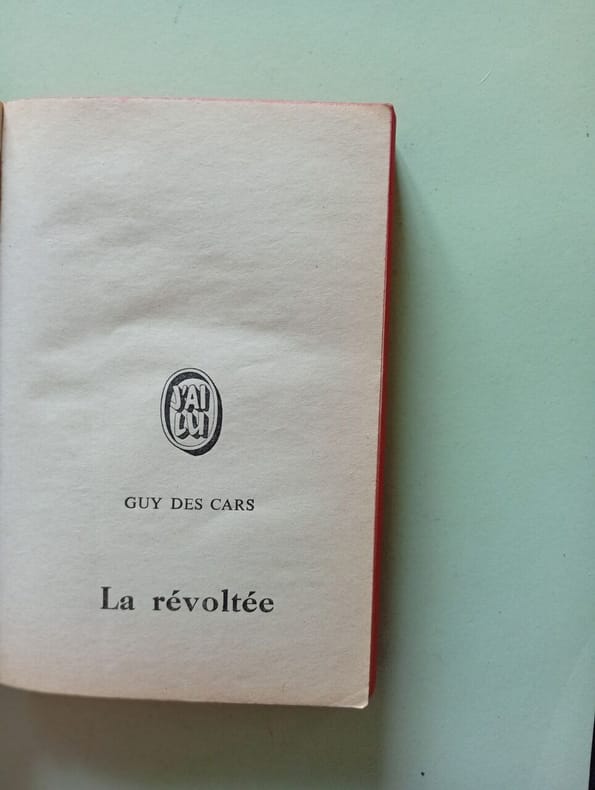 J'AI
LU
GUY DES CARS
La révoltée